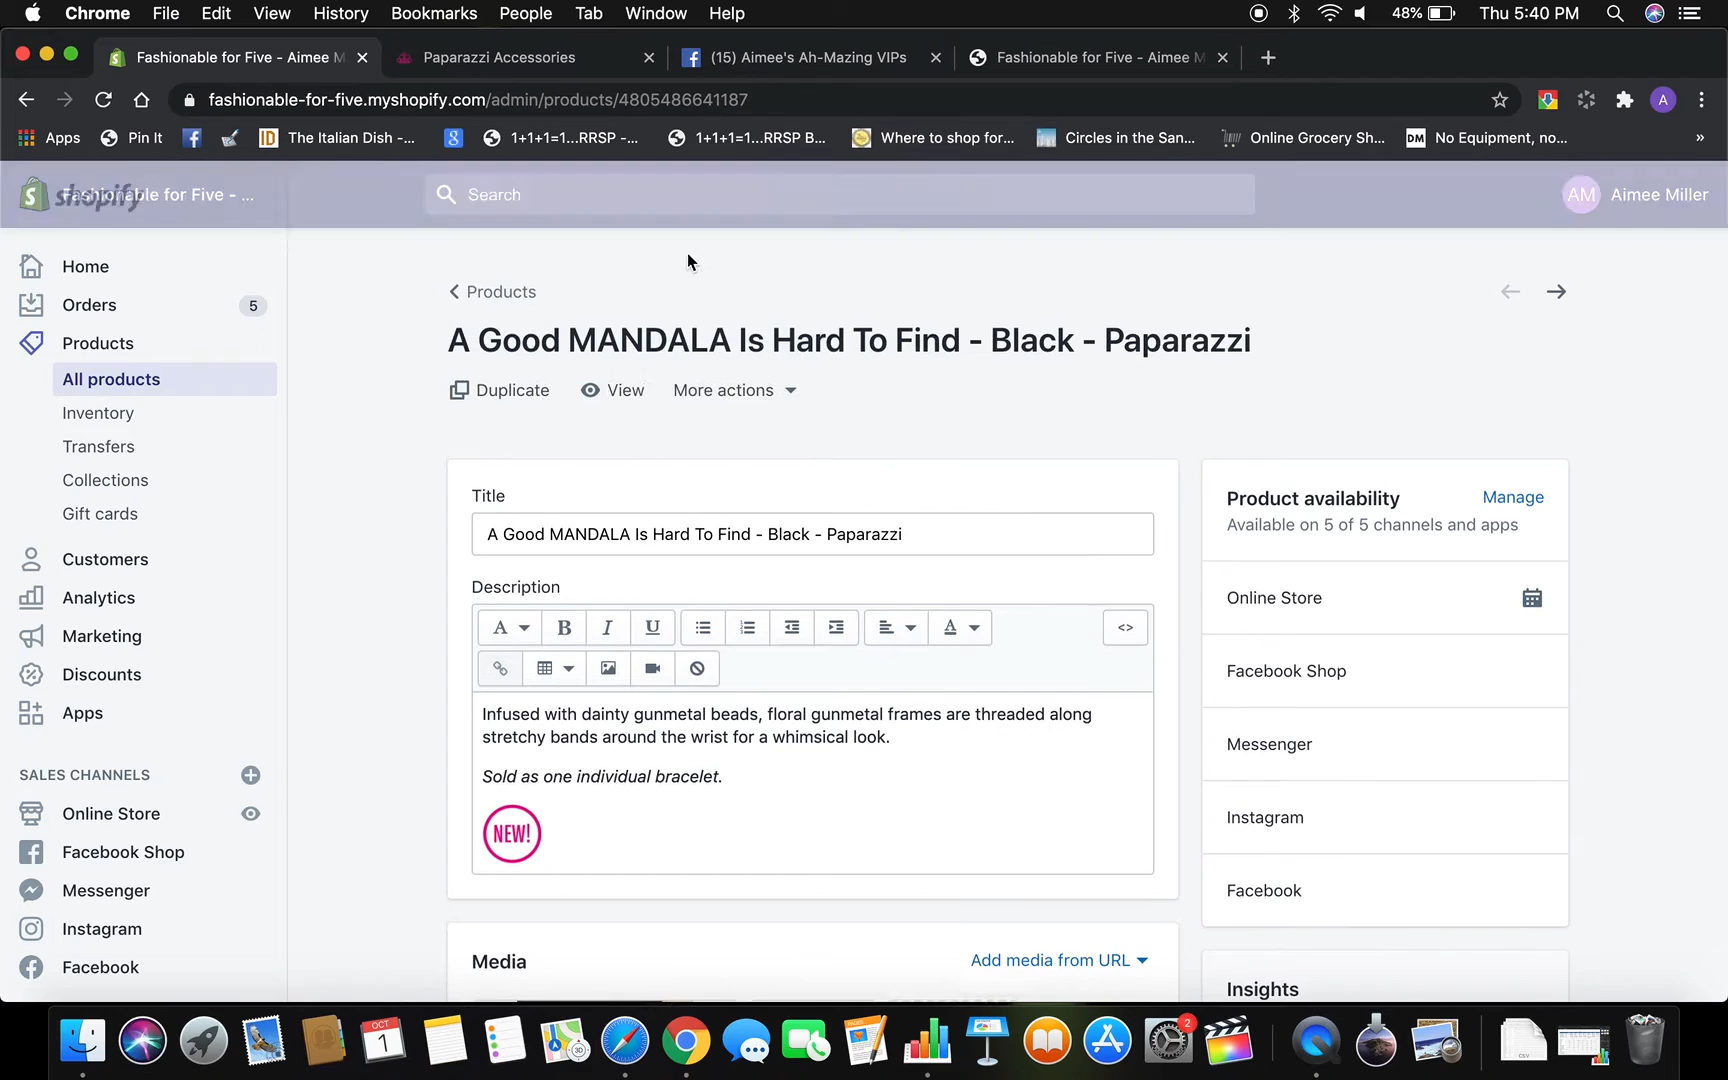 Chrome File Edit View History Bookmarks People Tab Window Help 48% Thu 5:40 PM
Fashionable for Five - Aimee M Paparazzi Accessories (15) Aimee's Ah-Mazing VIPs Fashionable for Five - Aimee M
fashionable-for-five.myshopify.com/admin/products/4805486641187 A
Apps Pin It ID The Italian Dish -... 1+1+1=1...RRSP -... 1+1+1=1...RRSP B... Where to shop for... Circles in the San... Online Grocery Sh... DM No Equipment, no... »
shopify Fashionable for Five - ... Search AM Aimee Miller
Home
Orders 5
Products
All products
Inventory
Transfers
Collections
Gift cards
Customers
Analytics
Marketing
Discounts
Apps
SALES CHANNELS
Online Store
Facebook Shop
Messenger
Instagram
Facebook
Products
A Good MANDALA Is Hard To Find - Black - Paparazzi
Duplicate View More actions
Title
A Good MANDALA Is Hard To Find - Black - Paparazzi
Description
A B I U A <>
Infused with dainty gunmetal beads, floral gunmetal frames are threaded along
stretchy bands around the wrist for a whimsical look.
Sold as one individual bracelet.
NEW!
Media Add media from URL
Product availability Manage
Available on 5 of 5 channels and apps
Online Store
Facebook Shop
Messenger
Instagram
Facebook
Insights
OCT
1
3D
PAGES
2
CSV